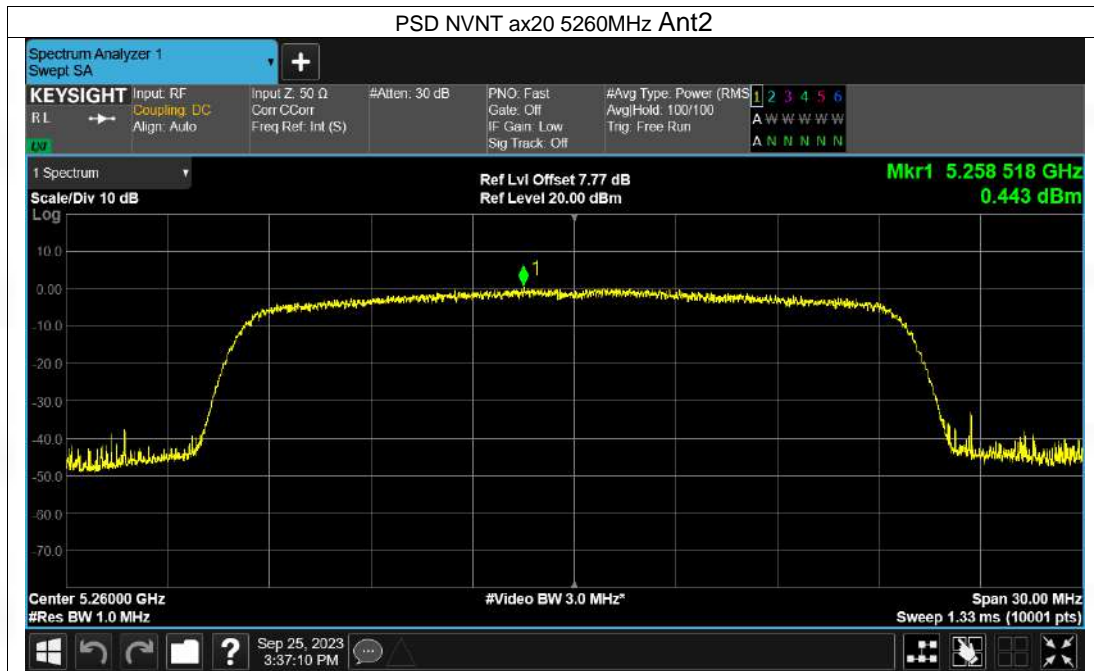 PSD NVNT ax20 5260MHz Ant2
Spectrum Analyzer 1
Swept SA
+
KEYSIGHT
RL
LXI
Input: RF
Coupling: DC
Align: Auto
Input Z: 50 Ω
Corr CCorr
Freq Ref: Int (S)
#Atten: 30 dB
PNO: Fast
Gate: Off
IF Gain: Low
Sig Track: Off
#Avg Type: Power (RMS
Avg|Hold: 100/100
Trig: Free Run
1 2 3 4 5 6
A W W W W W
A N N N N N
1 Spectrum
Scale/Div 10 dB
Ref Lvl Offset 7.77 dB
Ref Level 20.00 dBm
Mkr1 5.258 518 GHz
0.443 dBm
Log
10.0
0.00
-10.0
-20.0
-30.0
-40.0
-50.0
-60.0
-70.0
1
Center 5.26000 GHz
#Res BW 1.0 MHz
#Video BW 3.0 MHz*
Span 30.00 MHz
Sweep 1.33 ms (10001 pts)
?
Sep 25, 2023
3:37:10 PM